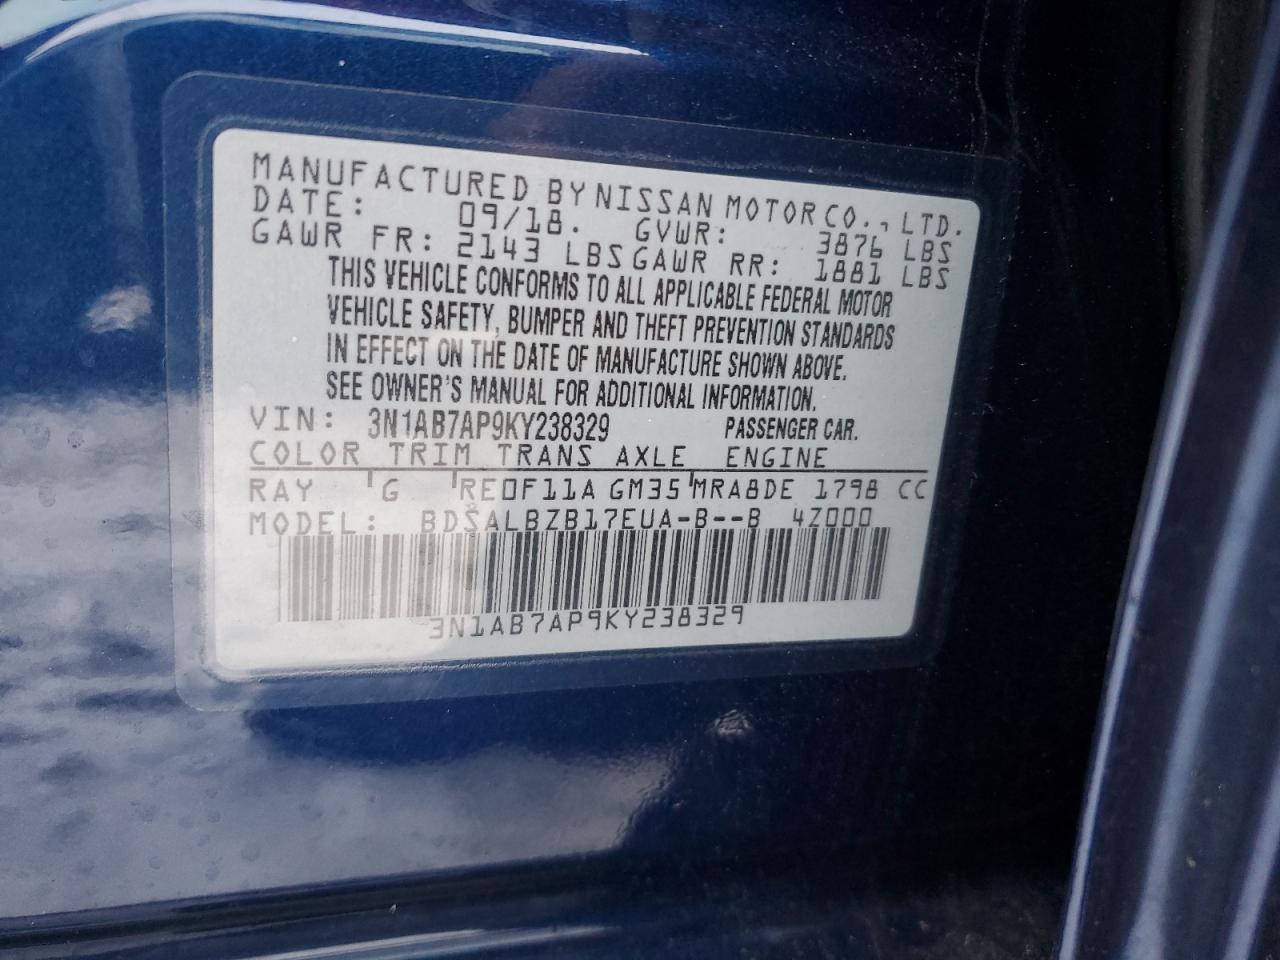 MANUFACTURED BY NISSAN MOTOR CO., LTD.
DATE: 09/18. GVWR: 3876 LBS
GAWR FR: 2143 LBS GAWR RR: 1881 LBS
THIS VEHICLE CONFORMS TO ALL APPLICABLE FEDERAL MOTOR
VEHICLE SAFETY, BUMPER AND THEFT PREVENTION STANDARDS
IN EFFECT ON THE DATE OF MANUFACTURE SHOWN ABOVE.
SEE OWNER'S MANUAL FOR ADDITIONAL INFORMATION.
VIN: 3N1AB7AP9KY238329 PASSENGER CAR.
COLOR TRIM TRANS AXLE ENGINE
RAY ' G ' RE0F11A GM35 ' MRA8DE 1798 CC
MODEL: BDSALBZB17EUA-B--B 4Z000
3N1AB7AP9KY238329